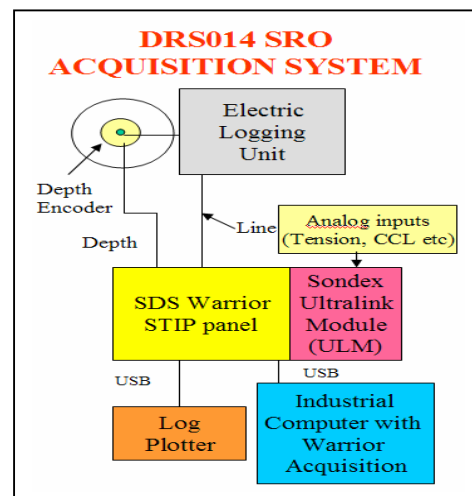 DRS014 SRO
ACQUISITION SYSTEM
Electric
Logging
Unit
Depth
Encoder
Depth
Line
Analog inputs
(Tension, CCL etc)
SDS Warrior
STIP panel
Sondex
Ultralink
Module
(ULM)
USB
USB
Log
Plotter
Industrial
Computer with
Warrior
Acquisition